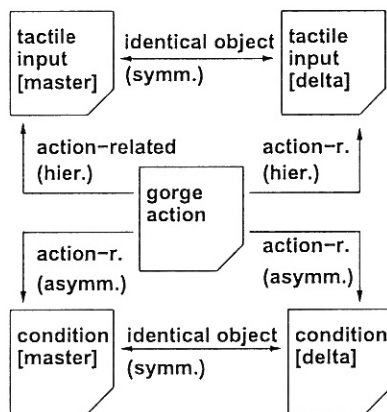 tactile
input
[master]
identical object
(symm.)
tactile
input
[delta]
action-related
(hier.)
action-r.
(hier.)
gorge
action
action-r.
(asymm.)
action-r.
(asymm.)
condition
[master]
identical object
(symm.)
condition
[delta]